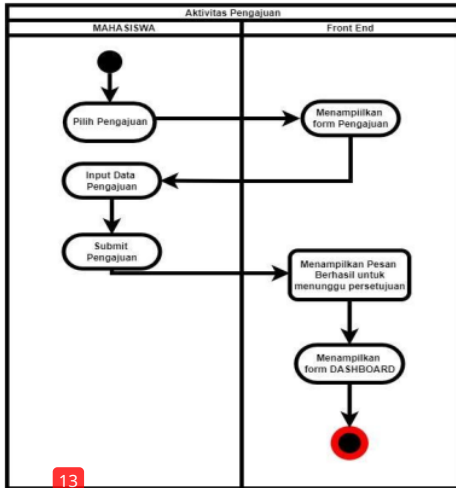 Aktivitas Pengajuan
MAHASISWA
Front End
Pilih Pengajuan
Menampiilkan
form Pengajuan
Input Data
Pengajuan
Submit
Pengajuan
Menampilkan Pesan
Berhasil untuk
menunggu persetujuan
Menampilkan
form DASHBOARD
13